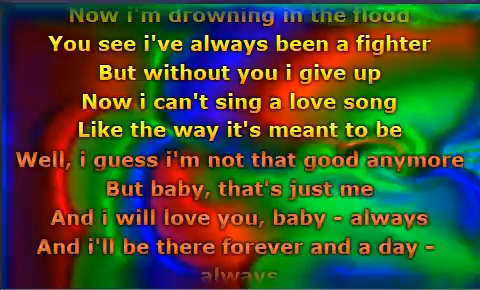 Now i'm drowning in the flood
You see i've always been a fighter
But without you i give up
Now i can't sing a love song
Like the way it's meant to be
Well, i guess i'm not that good anymore
But baby, that's just me
And i will love you, baby - always
And i'll be there forever and a day -
always